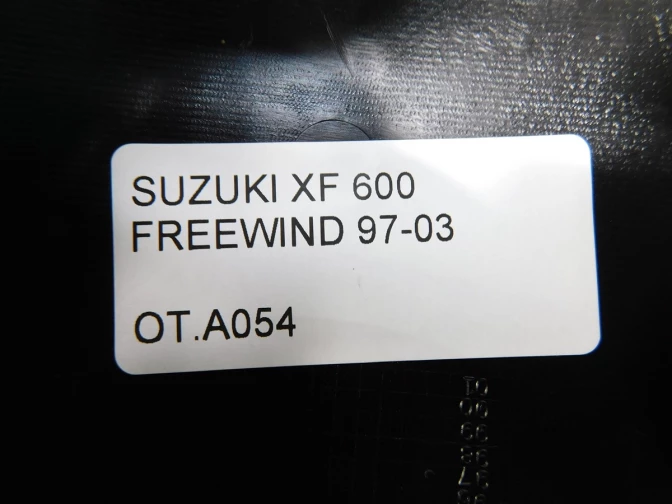 SUZUKI XF 600
FREEWIND 97-03
OT.A054